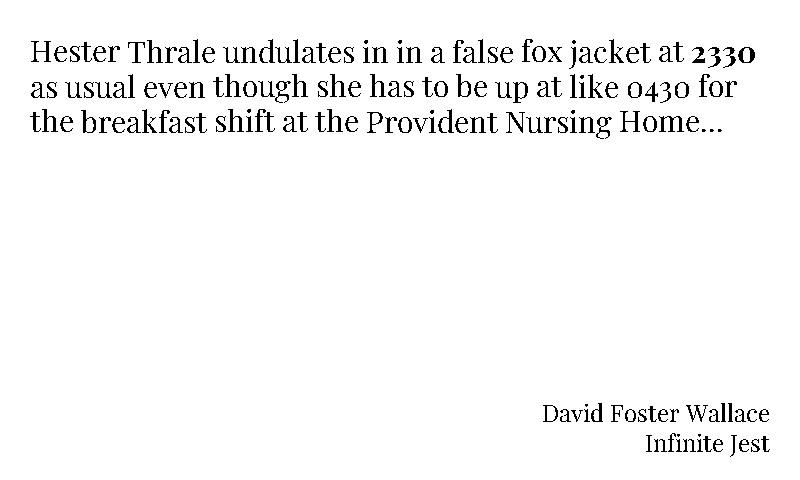 Hester Thrale undulates in in a false fox jacket at 2330
as usual even though she has to be up at like 0430 for
the breakfast shift at the Provident Nursing Home...
David Foster Wallace
Infinite Jest